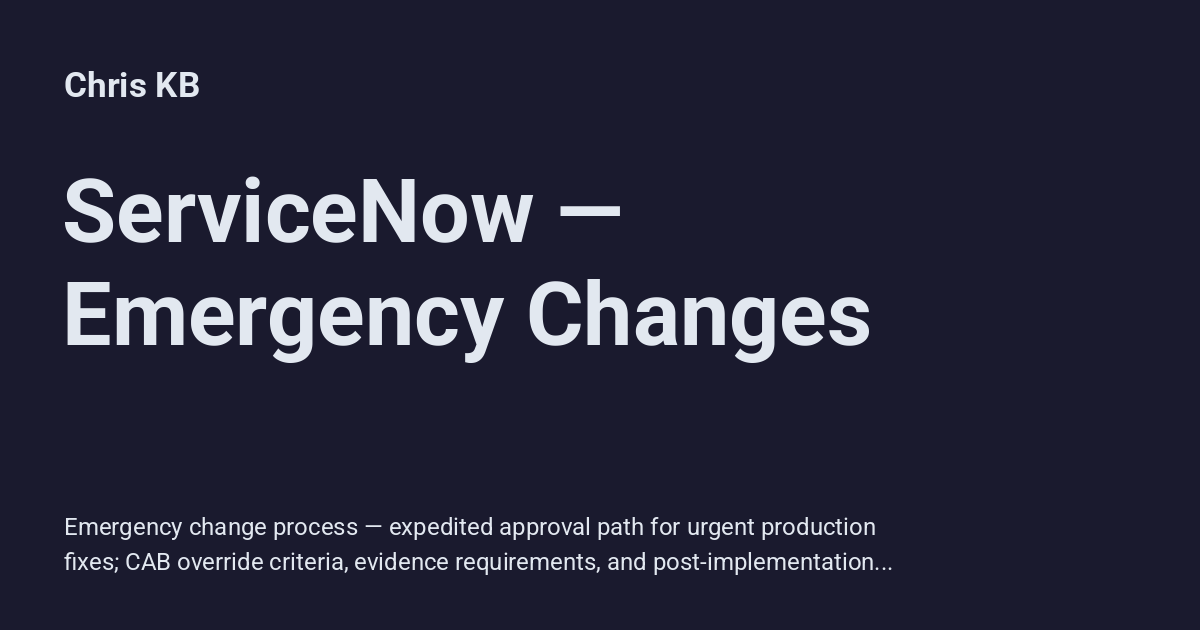 Chris KB
ServiceNow —
Emergency Changes
Emergency change process — expedited approval path for urgent production
fixes; CAB override criteria, evidence requirements, and post-implementation...